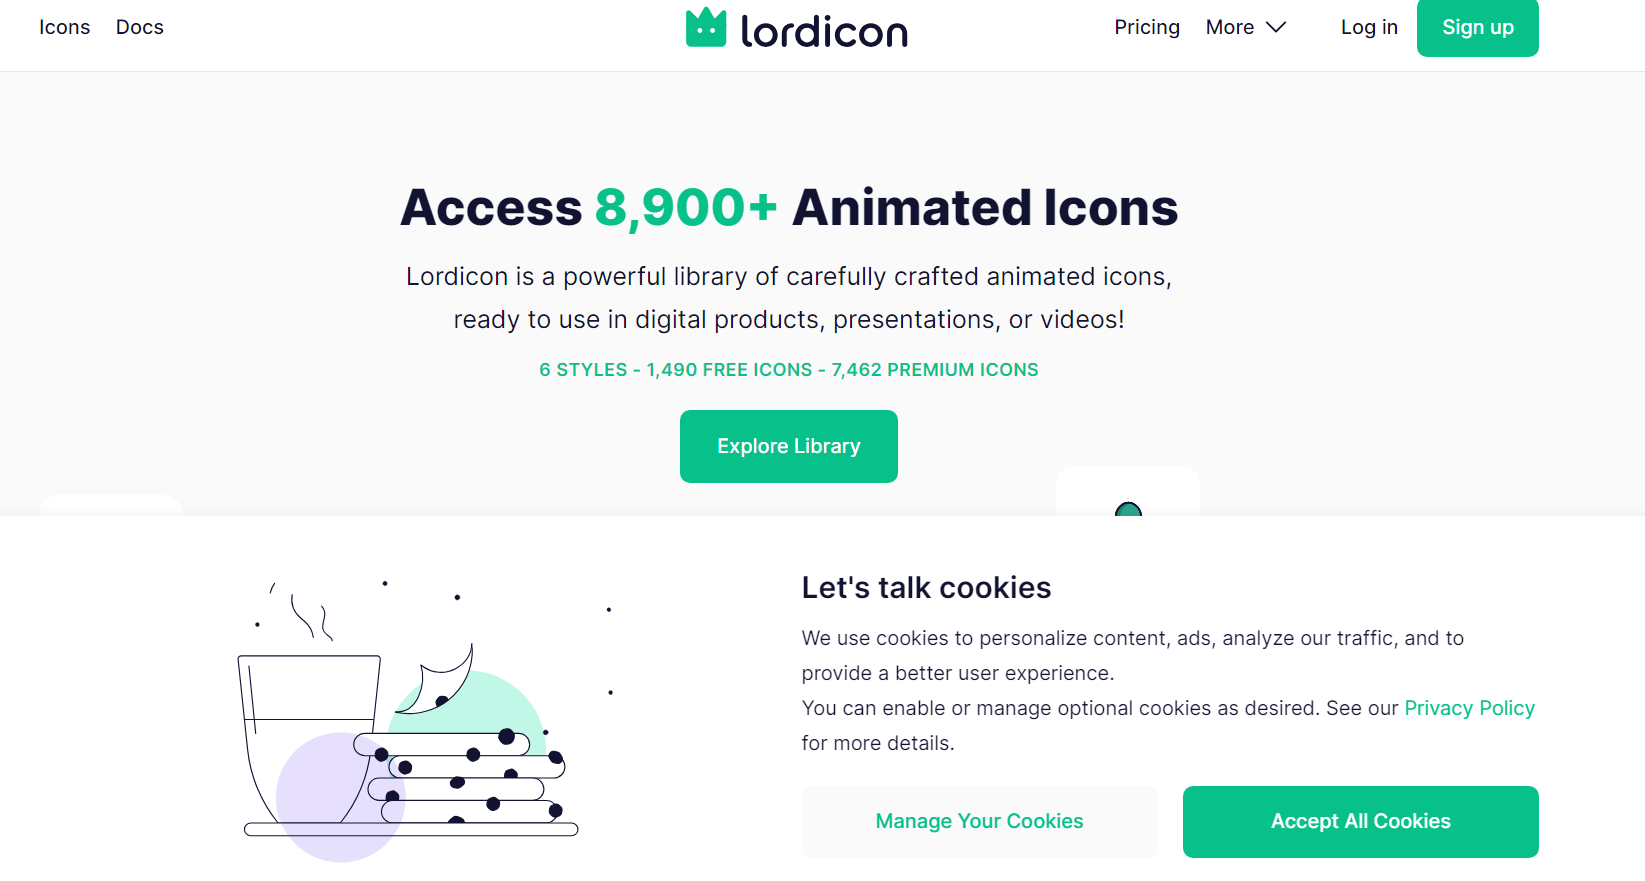 Icons Docs lordicon Pricing More Log in Sign up
Access 8,900+ Animated Icons
Lordicon is a powerful library of carefully crafted animated icons,
ready to use in digital products, presentations, or videos!
6 STYLES - 1,490 FREE ICONS - 7,462 PREMIUM ICONS
Explore Library
Let's talk cookies
We use cookies to personalize content, ads, analyze our traffic, and to
provide a better user experience.
You can enable or manage optional cookies as desired. See our Privacy Policy
for more details.
Manage Your Cookies Accept All Cookies